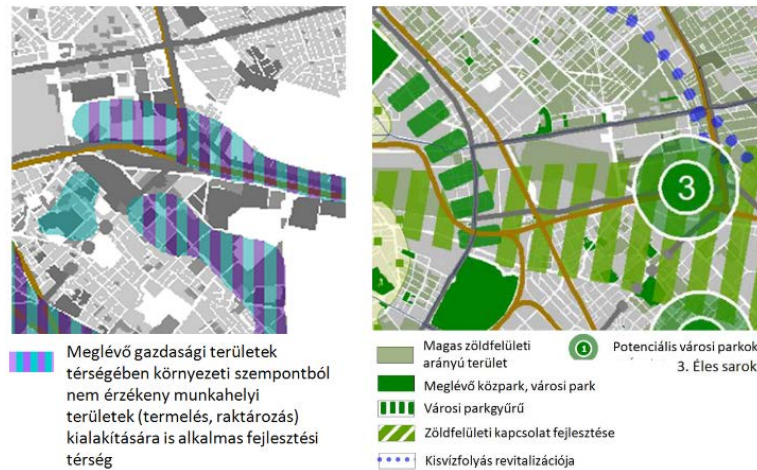 3
Meglévő gazdasági területek
térségében környezeti szempontból
nem érzékeny munkahelyi
területek (termelés, raktározás)
kialakítására is alkalmas fejlesztési
térség
Magas zöldfelületi
arányú terület
1 Potenciális városi parkok
3. Éles sarok
Meglévő közpark, városi park
Városi parkgyűrű
Zöldfelületi kapcsolat fejlesztése
Kisvízfolyás revitalizációja